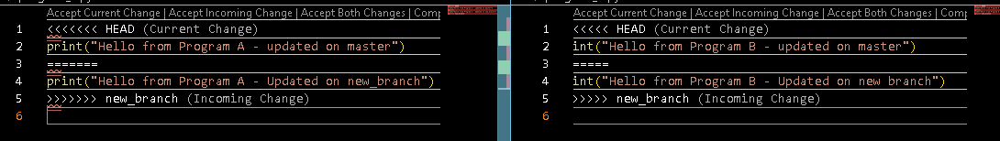 Accept Current Change | Accept Incoming Change | Accept Both Changes | Comp
1 <<<<<<< HEAD (Current Change)
2 print("Hello from Program A - updated on master")
3 =======
4 print("Hello from Program A - Updated on new_branch")
5 >>>>>>> new_branch (Incoming Change)
6
Accept Current Change | Accept Incoming Change | Accept Both Changes | Com
1 <<<<< HEAD (Current Change)
2 int("Hello from Program B - updated on master")
3 =====
4 int("Hello from Program B - Updated on new branch")
5 >>>>> new_branch (Incoming Change)
6